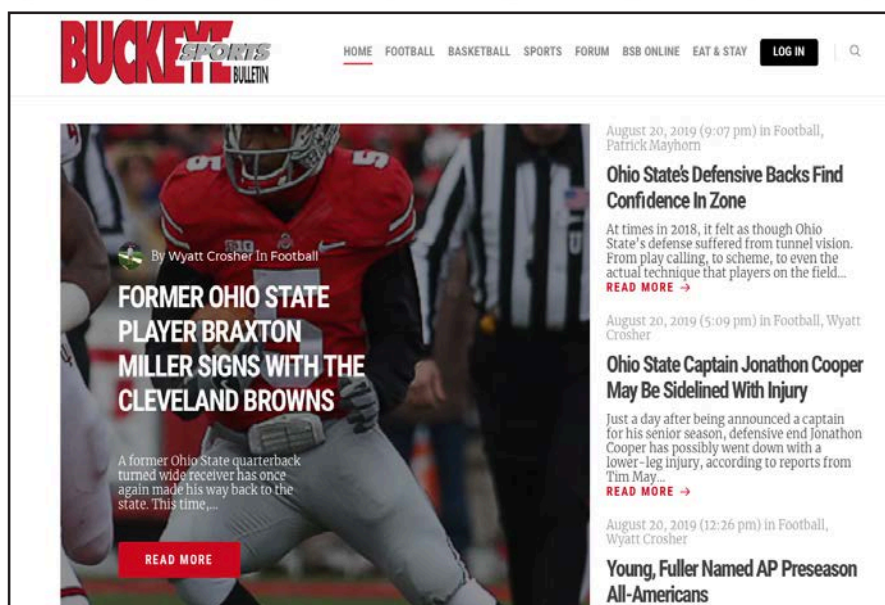 BUCKEYE
SPORTS
BULLETIN
HOME FOOTBALL BASKETBALL SPORTS FORUM BSB ONLINE EAT & STAY LOG IN
5
5
B1G
By Wyatt Crosher In Football
FORMER OHIO STATE
PLAYER BRAXTON
MILLER SIGNS WITH THE
CLEVELAND BROWNS
A former Ohio State quarterback
turned wide receiver has once
again made his way back to the
state. This time,...
READ MORE
August 20, 2019 (9:07 pm) in Football,
Patrick Mayhorn
Ohio State's Defensive Backs Find
Confidence In Zone
At times in 2018, it felt as though Ohio
State's defense suffered from tunnel vision.
From play calling, to scheme, to even the
actual technique that players on the field...
READ MORE →
August 20, 2019 (5:09 pm) in Football, Wyatt
Crosher
Ohio State Captain Jonathon Cooper
May Be Sidelined With Injury
Just a day after being announced a captain
for his senior season, defensive end Jonathon
Cooper has possibly went down with a
lower-leg injury, according to reports from
Tim May...
READ MORE →
August 20, 2019 (12:26 pm) in Football,
Wyatt Crosher
Young, Fuller Named AP Preseason
All-Americans